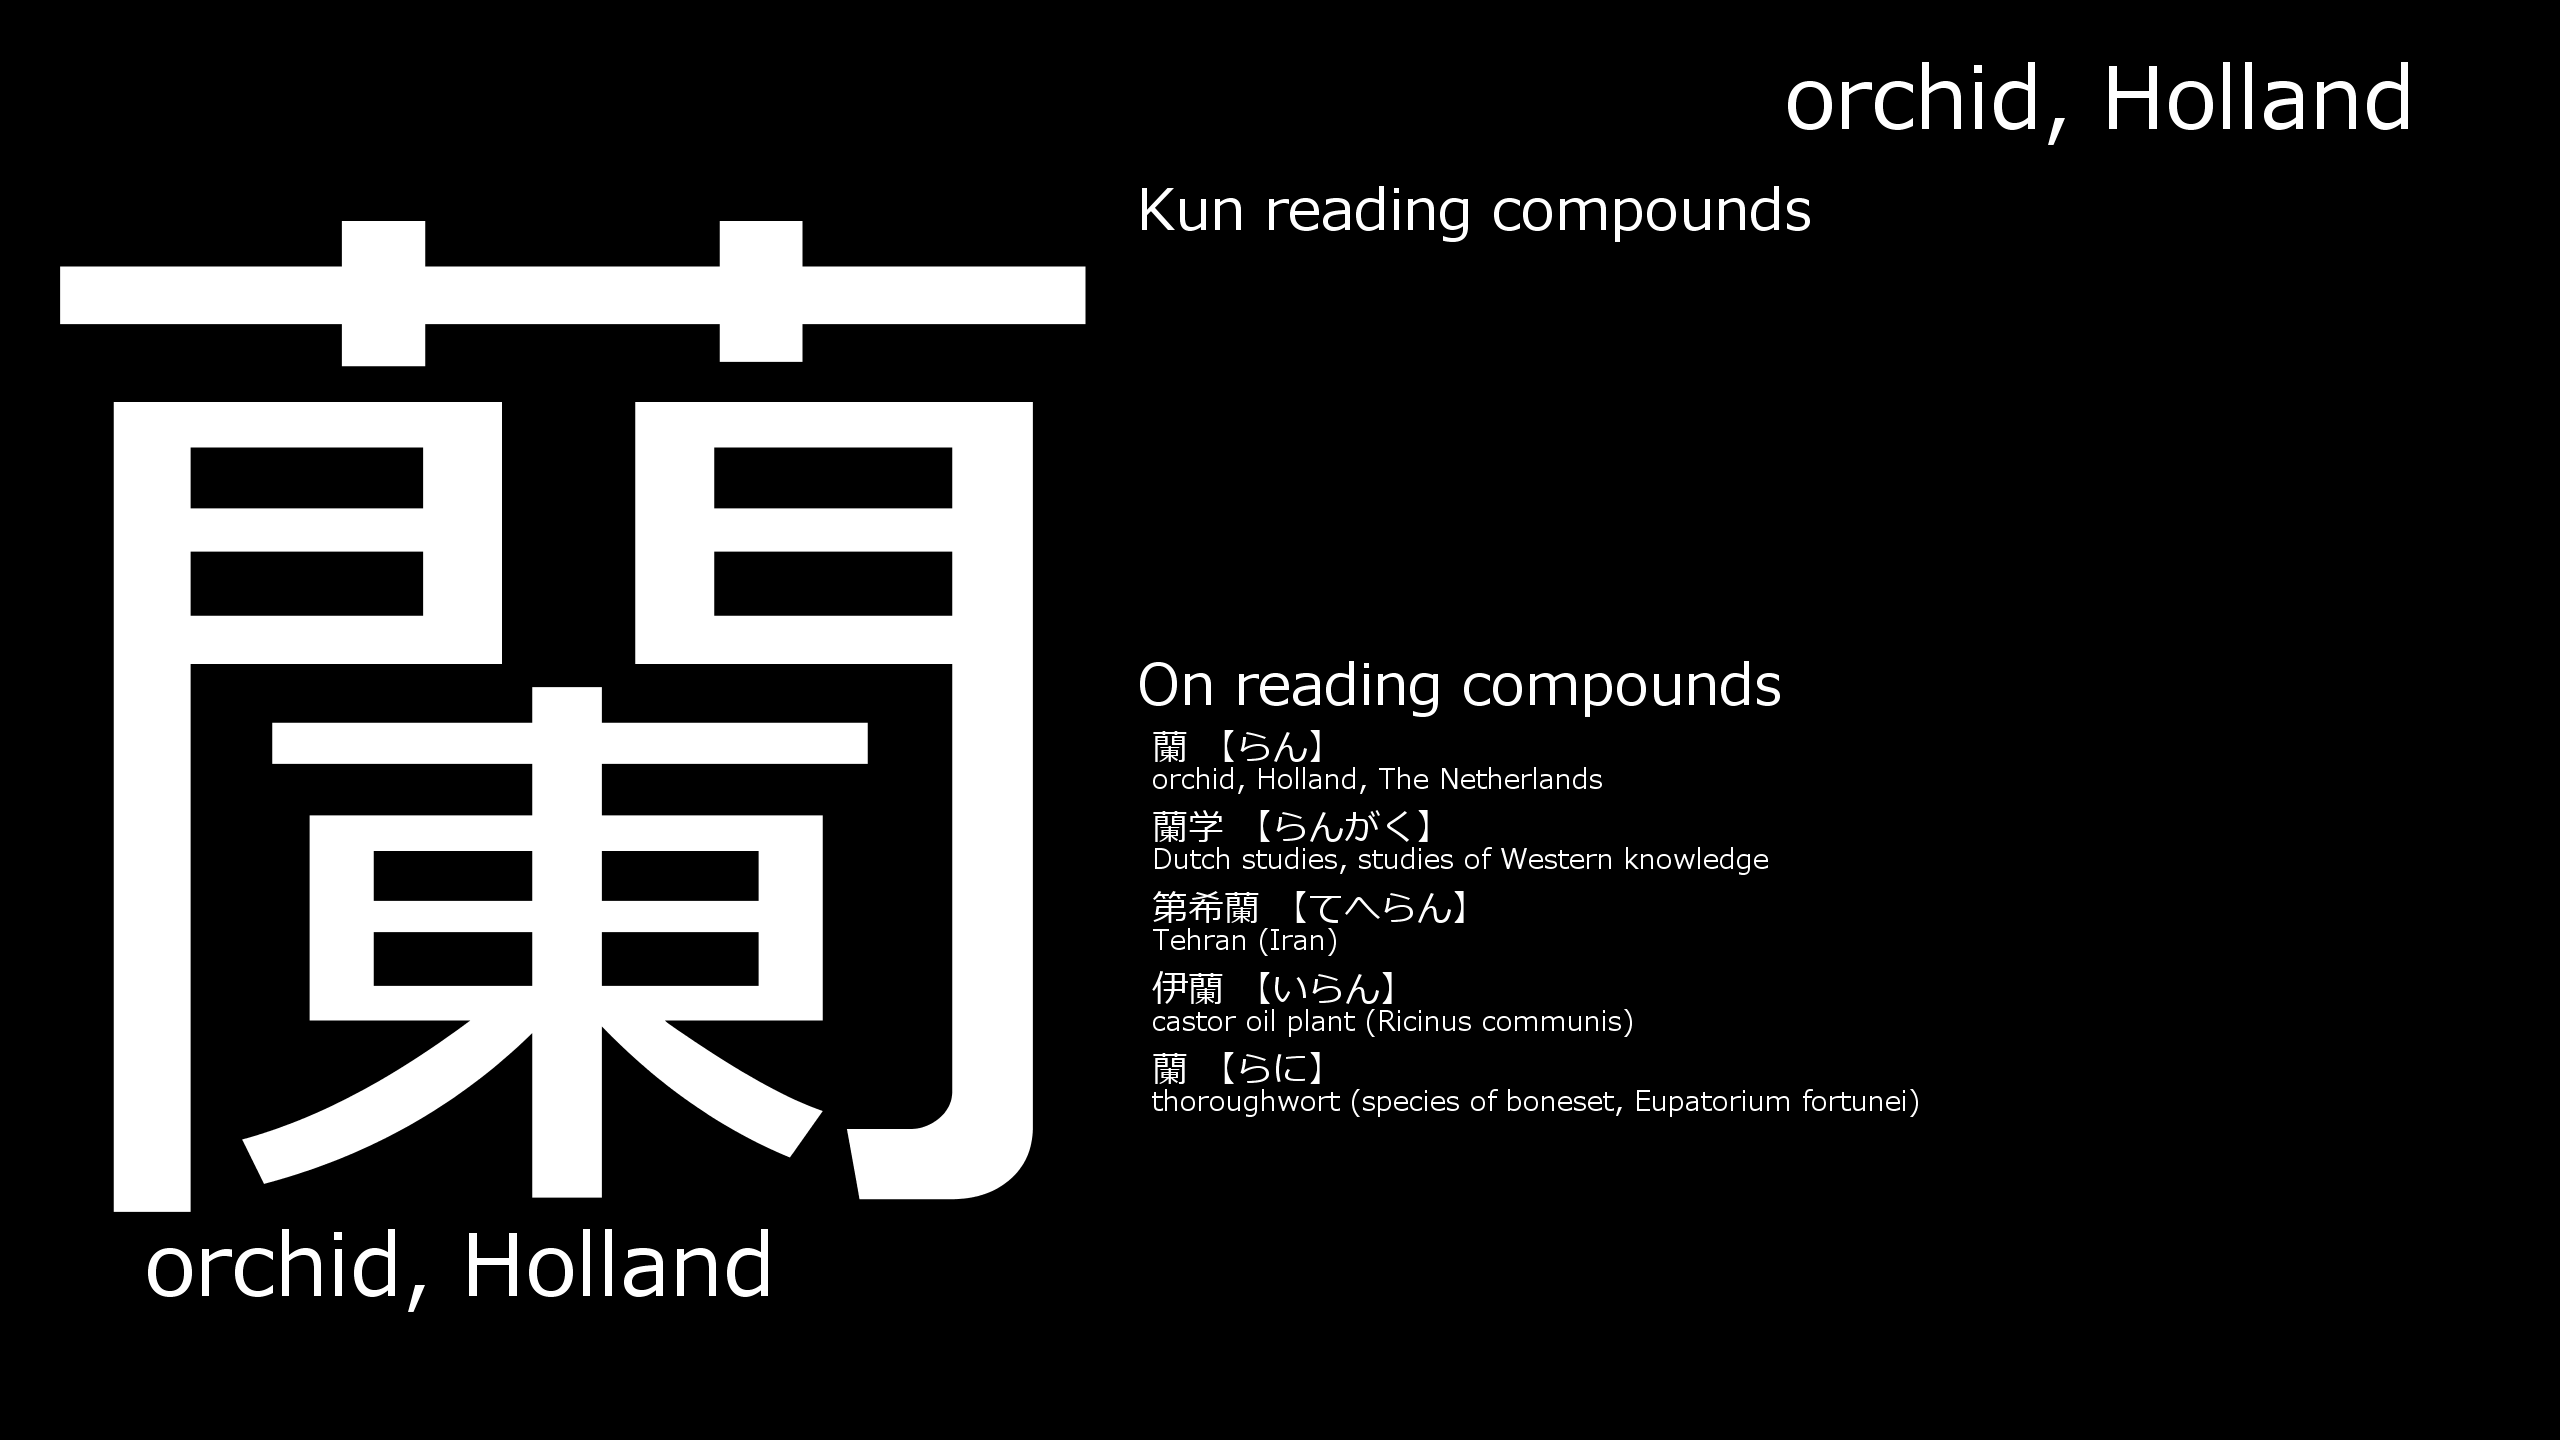 orchid, Holland
蘭
orchid, Holland
Kun reading compounds
On reading compounds
蘭 【らん】
orchid, Holland, The Netherlands
蘭学 【らんがく】
Dutch studies, studies of Western knowledge
第希蘭 【てへらん】
Tehran (Iran)
伊蘭 【いらん】
castor oil plant (Ricinus communis)
蘭 【らに】
thoroughwort (species of boneset, Eupatorium fortunei)